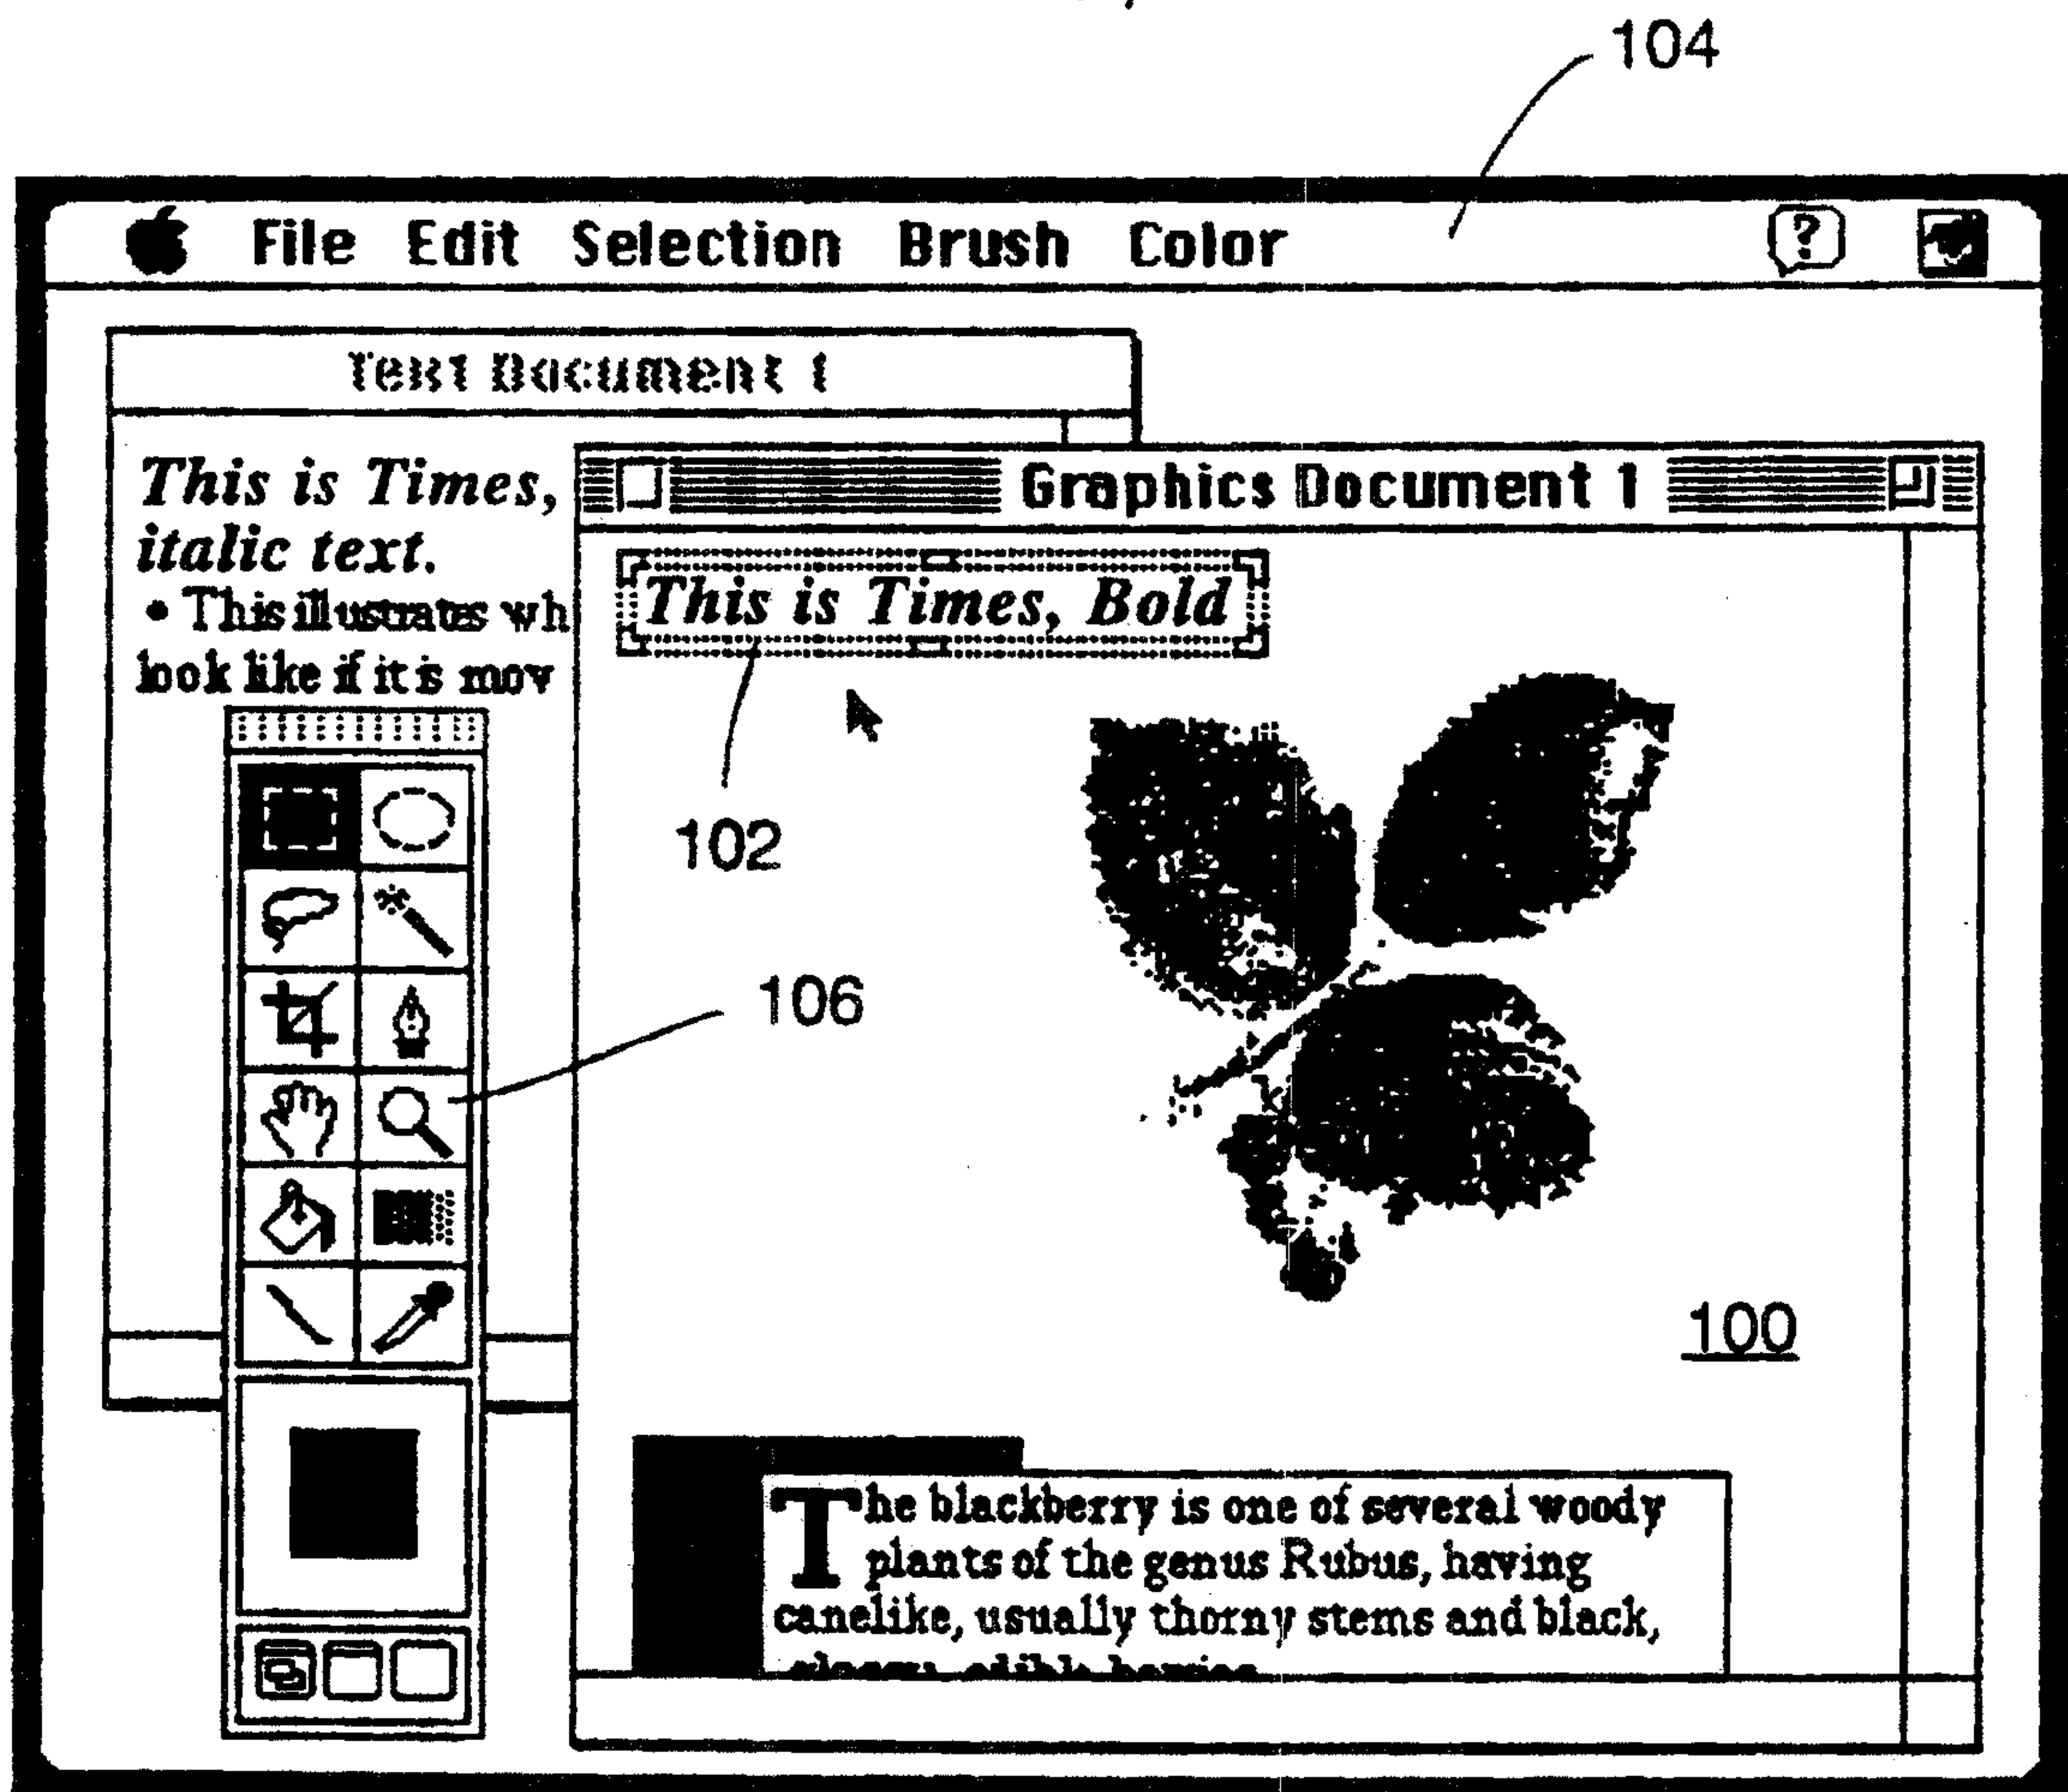 104
File Edit Selection Brush Color ?
Text Document 1
This is Times,
italic text.
• This illustrates wh
look like if it is mov
Graphics Document 1
This is Times, Bold
102
106
100
The blackberry is one of several woody
plants of the genus Rubus, having
canelike, usually thorny stems and black,
edible berries